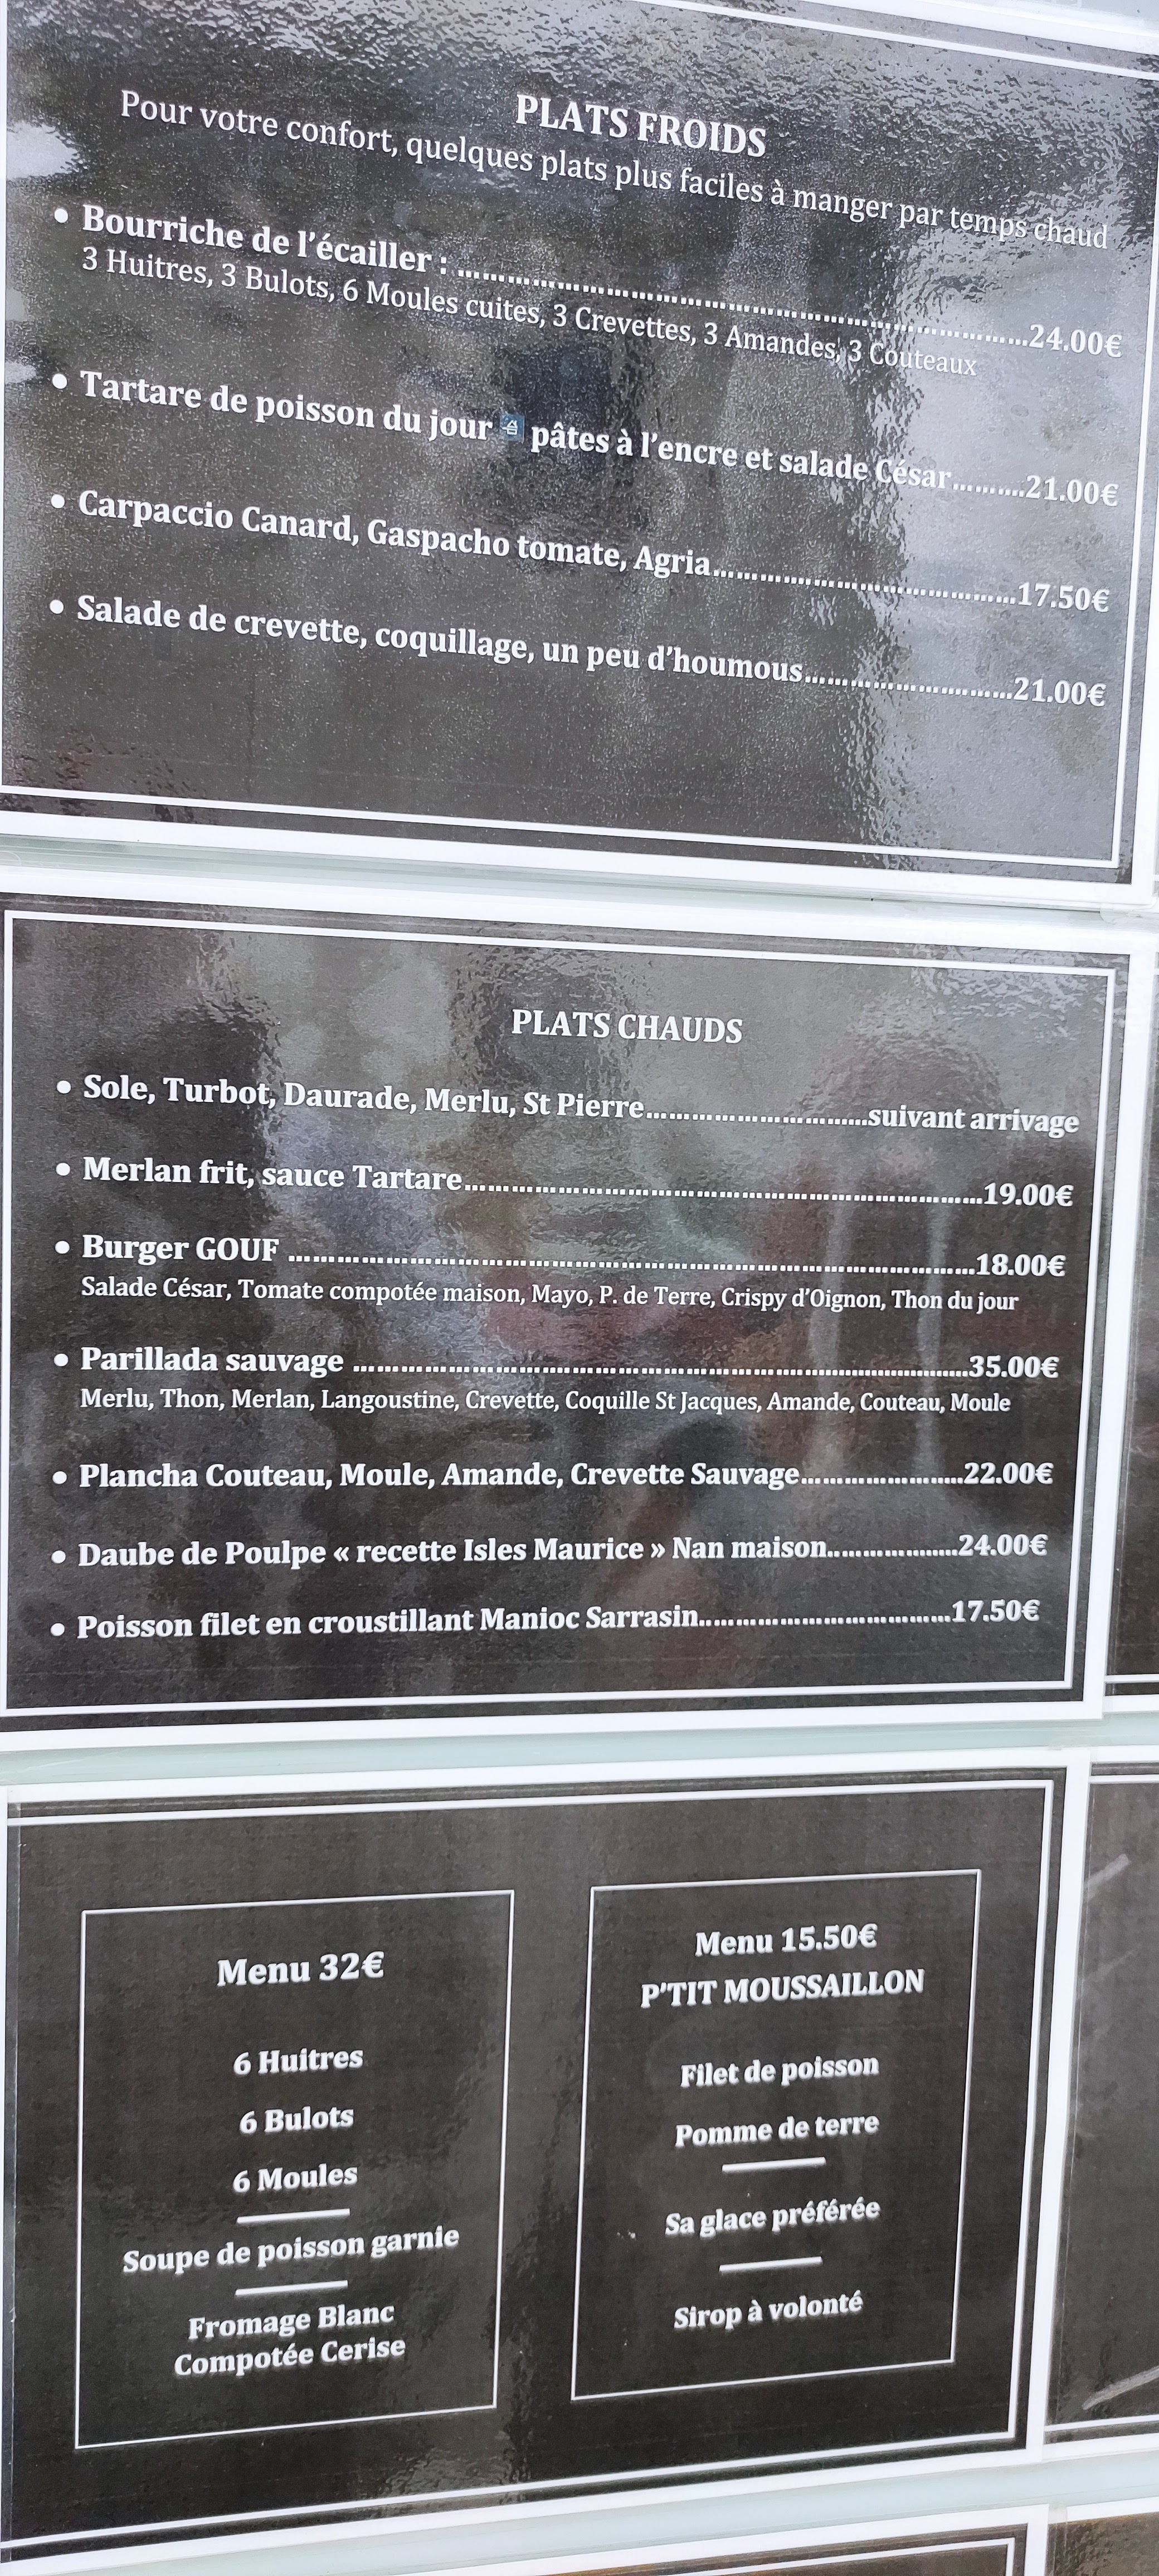 PLATS FROIDS
Pour votre confort, quelques plats plus faciles à manger par temps chaud
• Bourriche de l'écailler : ........................................24.00€
3 Huitres, 3 Bulots, 6 Moules cuites, 3 Crevettes, 3 Amandes, 3 Couteaux
• Tartare de poisson du jour pâtes à l'encre et salade César..........21.00€
• Carpaccio Canard, Gaspacho tomate, Agria........................................17.50€
• Salade de crevette, coquillage, un peu d'houmous............................21.00€
PLATS CHAUDS
• Sole, Turbot, Daurade, Merlu, St Pierre..............................suivant arrivage
• Merlan frit, sauce Tartare........................................19.00€
• Burger GOUF ........................................18.00€
Salade César, Tomate compotée maison, Mayo, P. de Terre, Crispy d'Oignon, Thon du jour
• Parillada sauvage ........................................35.00€
Merlu, Thon, Merlan, Langoustine, Crevette, Coquille St Jacques, Amande, Couteau, Moule
• Plancha Couteau, Moule, Amande, Crevette Sauvage......................22.00€
• Daube de Poulpe « recette Isles Maurice » Nan maison..................24.00€
• Poisson filet en croustillant Manioc Sarrasin..................................17.50€
Menu 32€
6 Huitres
6 Bulots
6 Moules
Soupe de poisson garnie
Fromage Blanc
Compotée Cerise
Menu 15.50€
P'TIT MOUSSAILLON
Filet de poisson
Pomme de terre
Sa glace préférée
Sirop à volonté